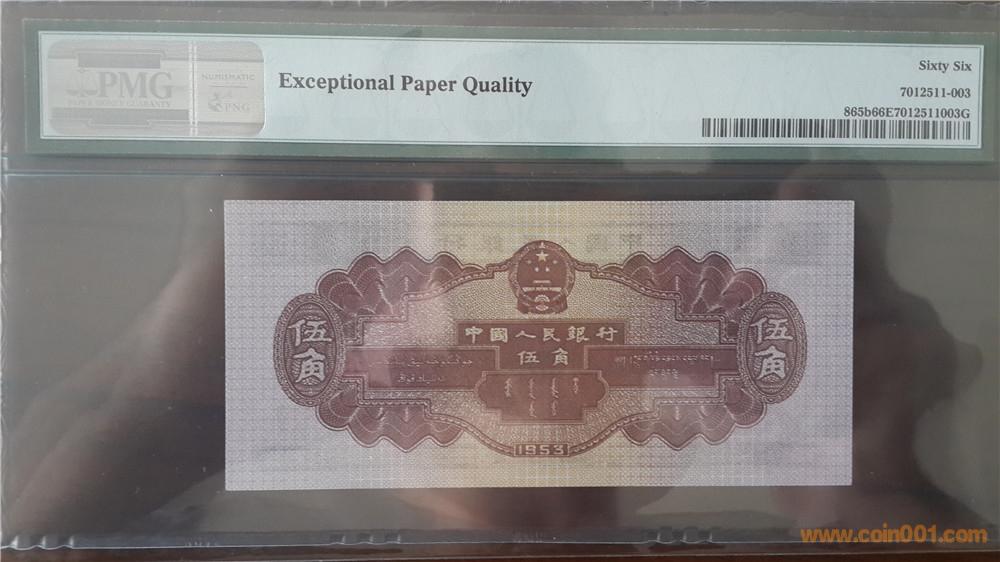 PMG
PAPER MONEY GUARANTY
NUMISMATIC
PNG
Exceptional Paper Quality
Sixty Six
7012511-003
865b66E7012511003G
中國人民銀行
伍角
伍角
伍角
1953
www.coin001.com